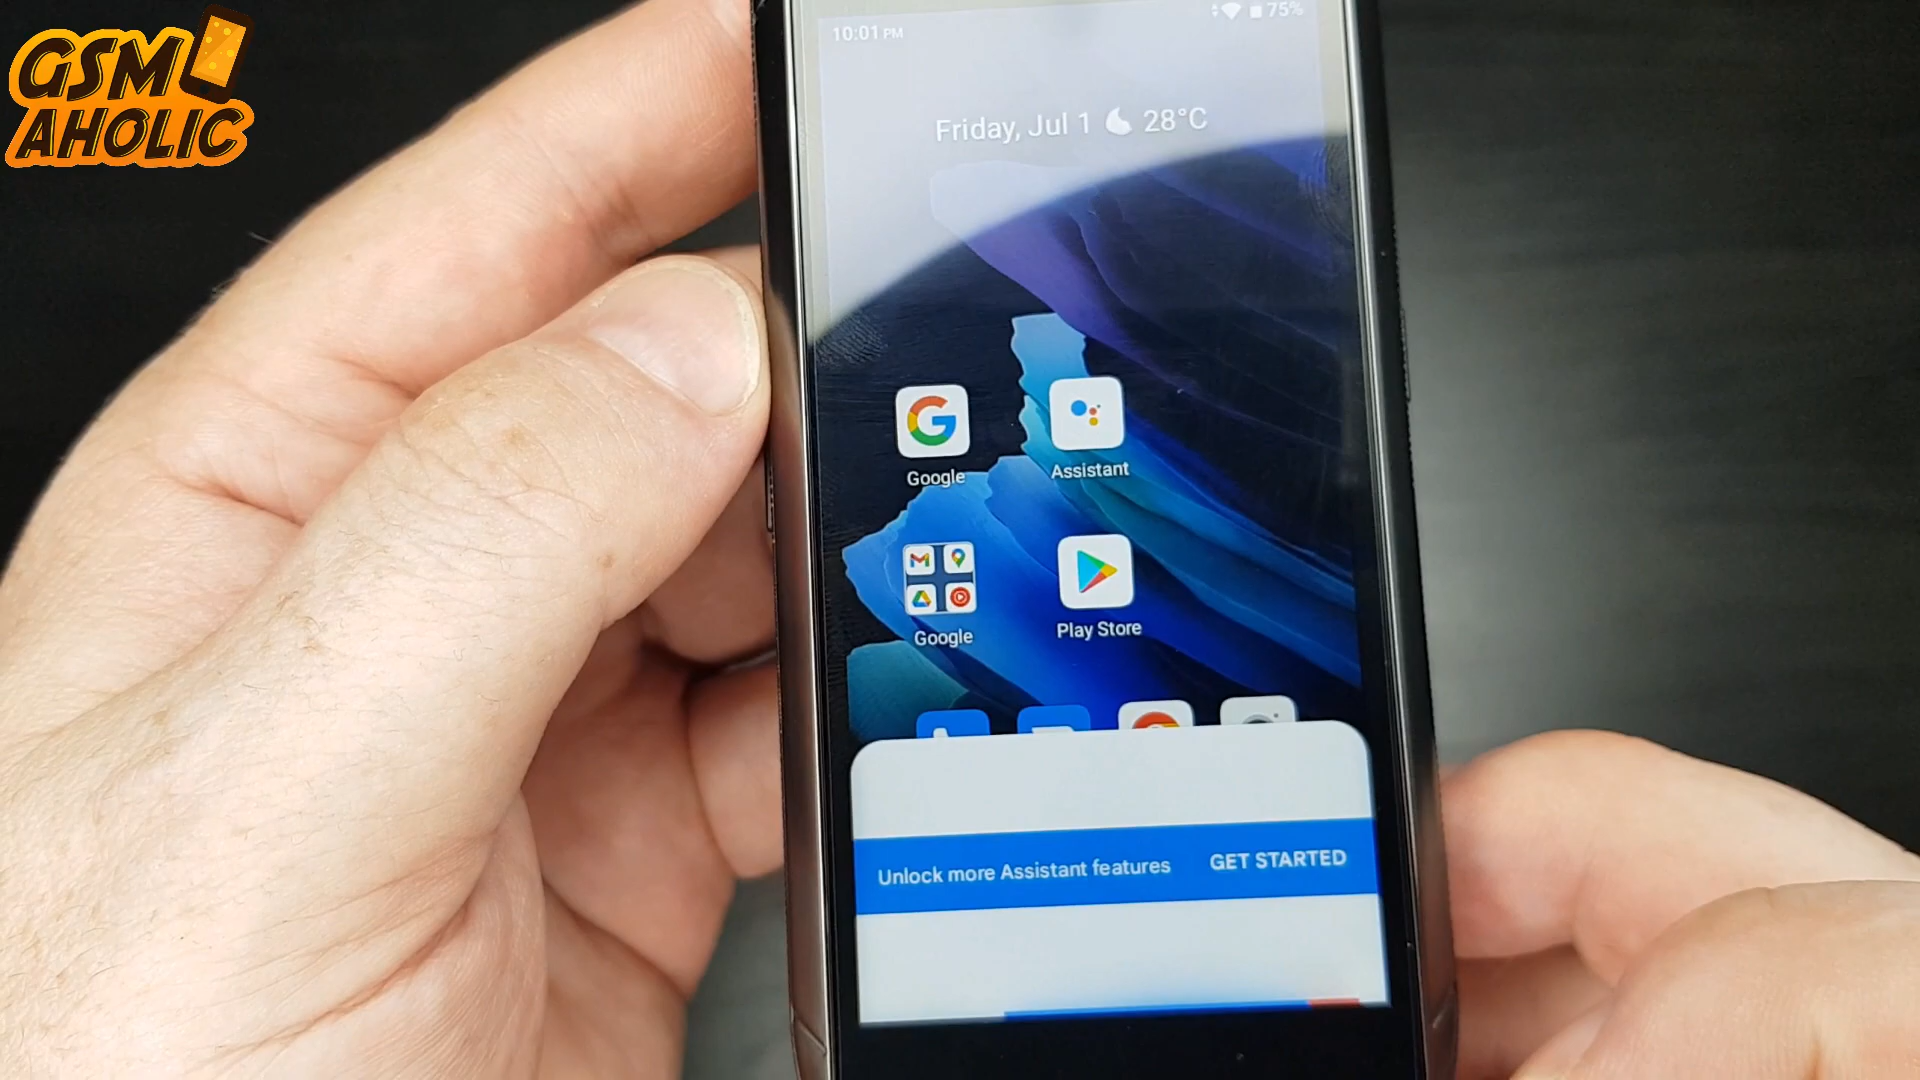 GSM
AHOLIC
10:01 PM
75%
Friday, Jul 1 28°C
Google
Assistant
Google
Play Store
Unlock more Assistant features GET STARTED